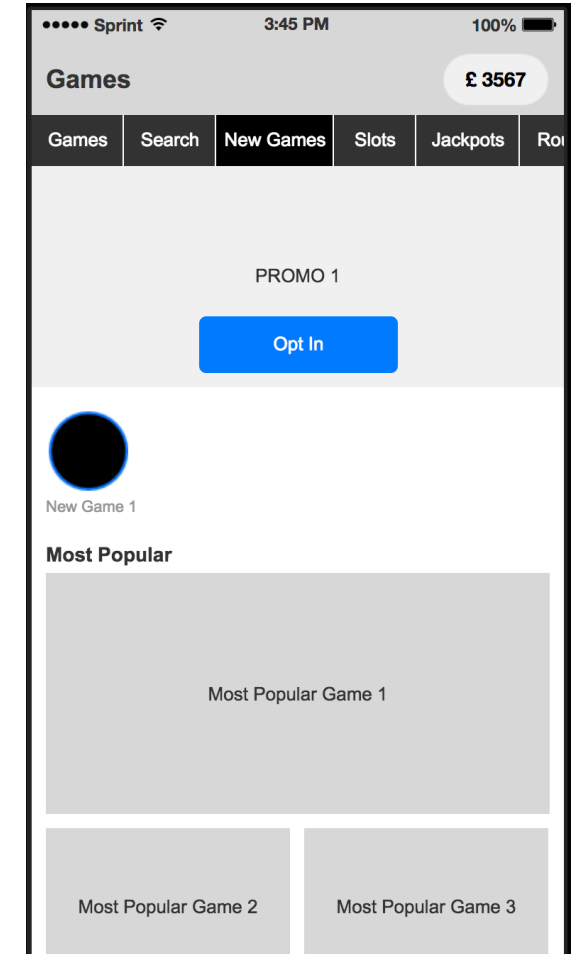 ••••• Sprint 3:45 PM 100%
Games £ 3567
Games Search New Games Slots Jackpots Rou
PROMO 1
Opt In
New Game 1
Most Popular
Most Popular Game 1
Most Popular Game 2 Most Popular Game 3